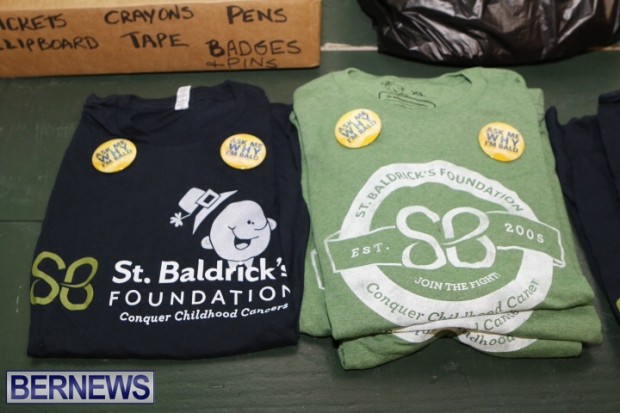 CRAYONS PENS
CLIPBOARD TAPE BADGES
+ PINS
ASK ME
WHY
I'M BALD
ASK ME
WHY
I'M BALD
SB St. Baldrick's
FOUNDATION
Conquer Childhood Cancers
XL
ASK ME
WHY
I'M BALD
ASK ME
WHY
I'M BALD
ST. BALDRICK'S FOUNDATION
EST. SB 2005
JOIN THE FIGHT!
Conquer Childhood Cancer
BERNEWS